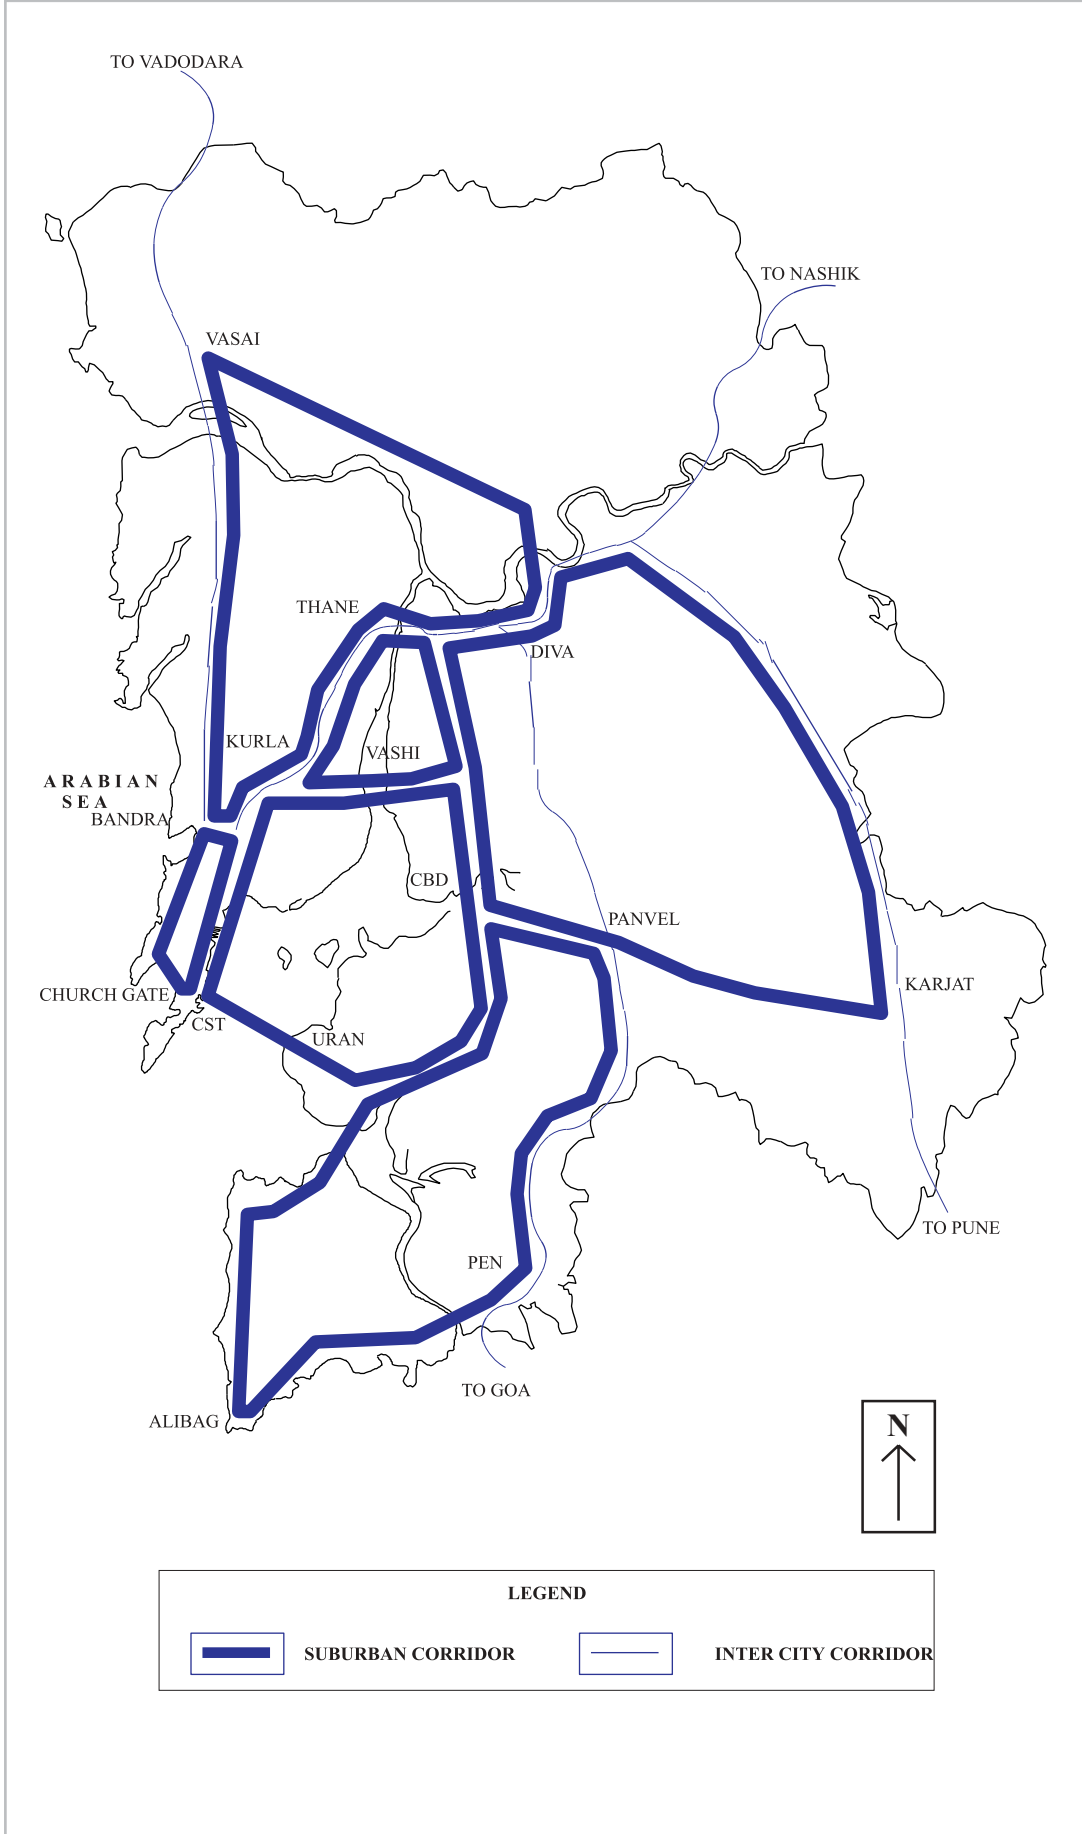 TO VADODARA
TO NASHIK
VASAI
THANE
DIVA
KURLA
VASHI
ARABIAN
SEA
BANDRA
CBD
PANVEL
KARJAT
CHURCH GATE
CST
URAN
TO PUNE
PEN
TO GOA
ALIBAG
N
LEGEND
SUBURBAN CORRIDOR
INTER CITY CORRIDOR